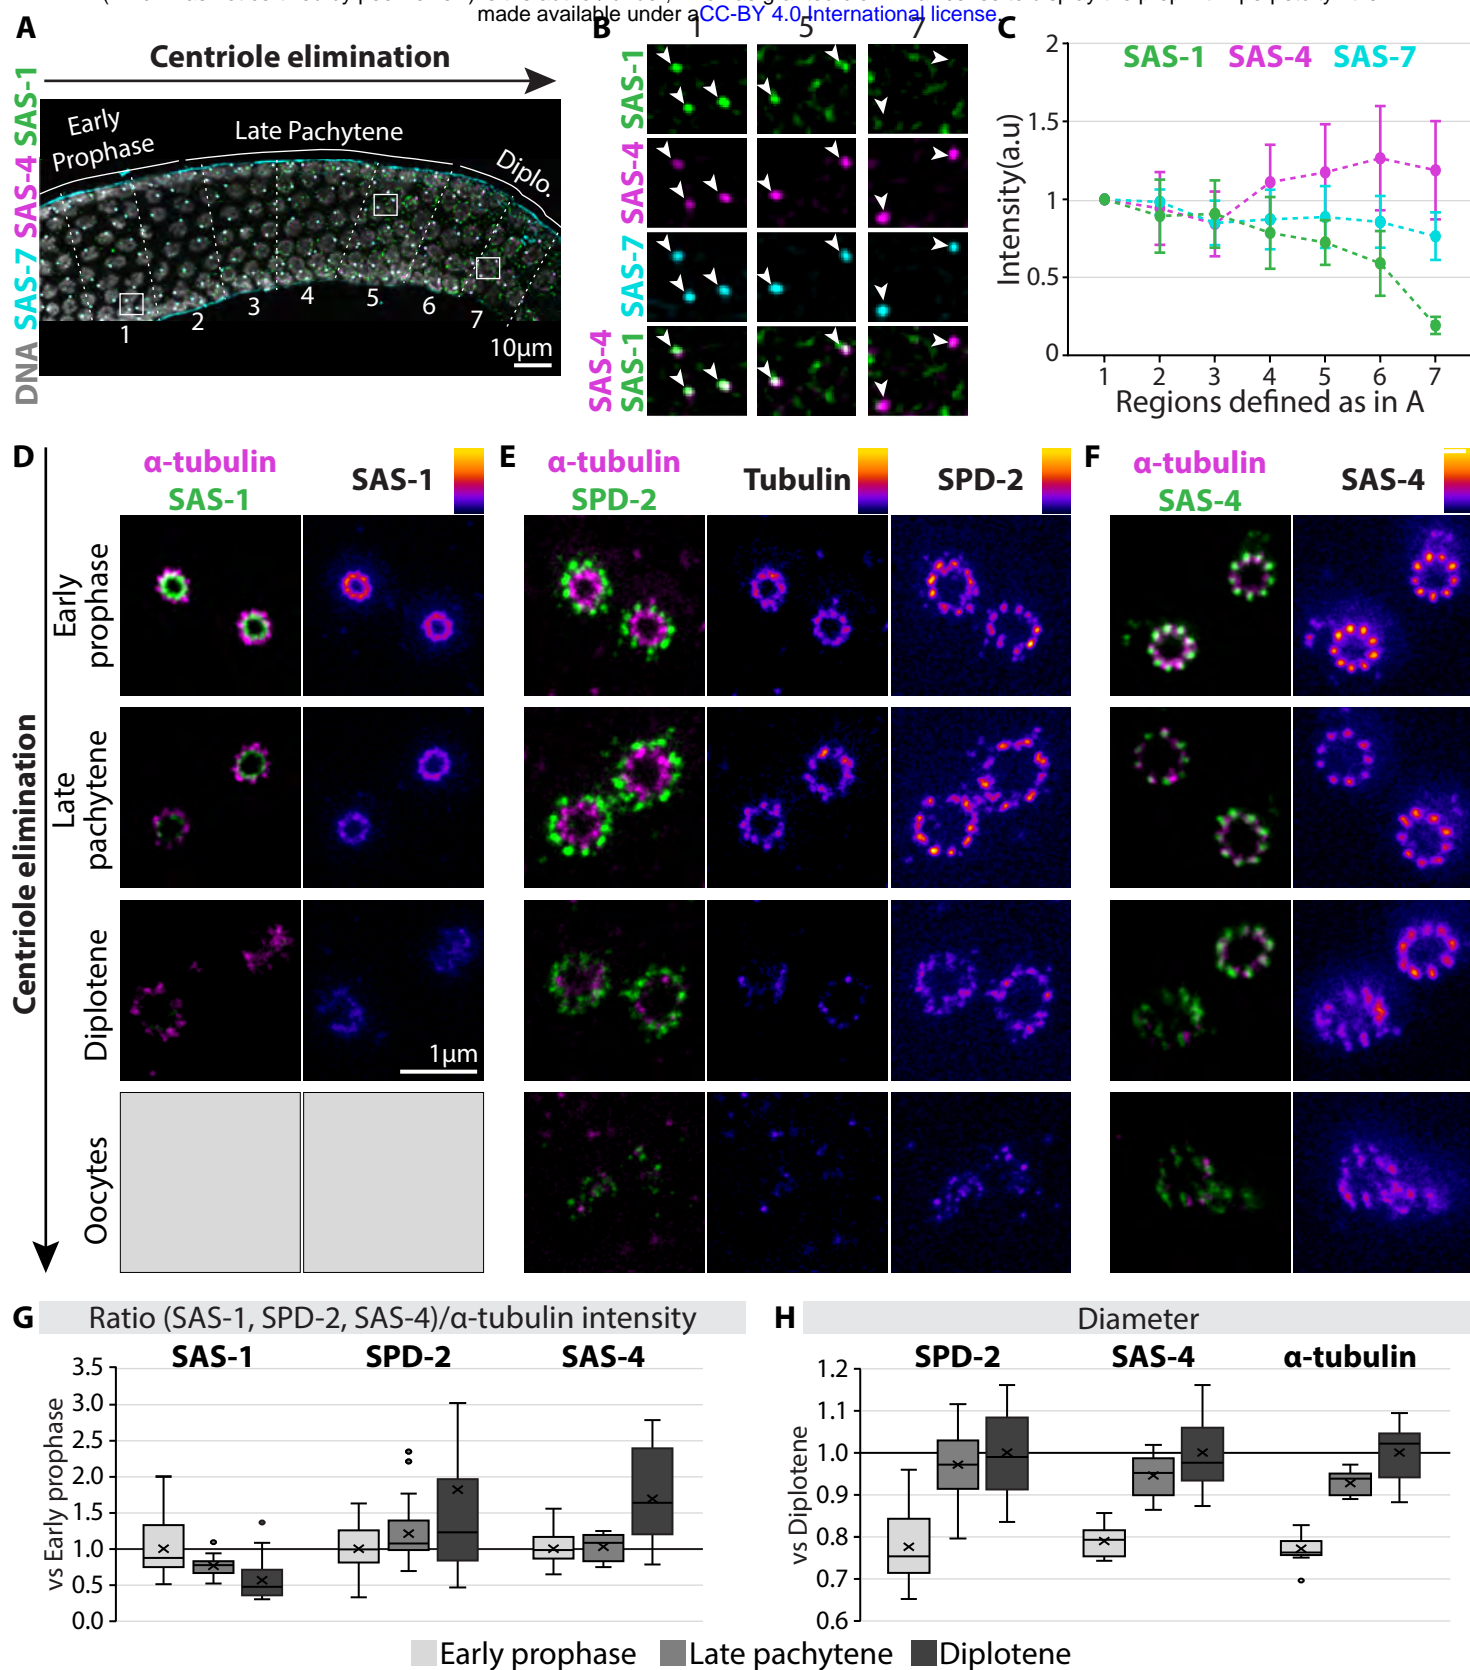 made available under aCC-BY 4.0 International license.
A
Centriole elimination
DNA SAS-7 SAS-4 SAS-1
Early
Prophase
Late Pachytene
Diplo.
1
2
3
4
5
6
7
10µm
B
1 5 7
SAS-1
SAS-4
SAS-7
SAS-4
SAS-1
C
SAS-1 SAS-4 SAS-7
Intensity(a.u)
2
1.5
1
0.5
0
1 2 3 4 5 6 7
Regions defined as in A
D
α-tubulin
SAS-1
SAS-1
E
α-tubulin
SPD-2
Tubulin
SPD-2
F
α-tubulin
SAS-4
SAS-4
Centriole elimination
Early
prophase
Late
pachytene
Diplotene
1µm
Oocytes
G
Ratio (SAS-1, SPD-2, SAS-4)/α-tubulin intensity
SAS-1 SPD-2 SAS-4
vs Early prophase
3.5
3.0
2.5
2.0
1.5
1.0
0.5
0.0
H
Diameter
SPD-2 SAS-4 α-tubulin
vs Diplotene
1.2
1.1
1.0
0.9
0.8
0.7
0.6
Early prophase Late pachytene Diplotene